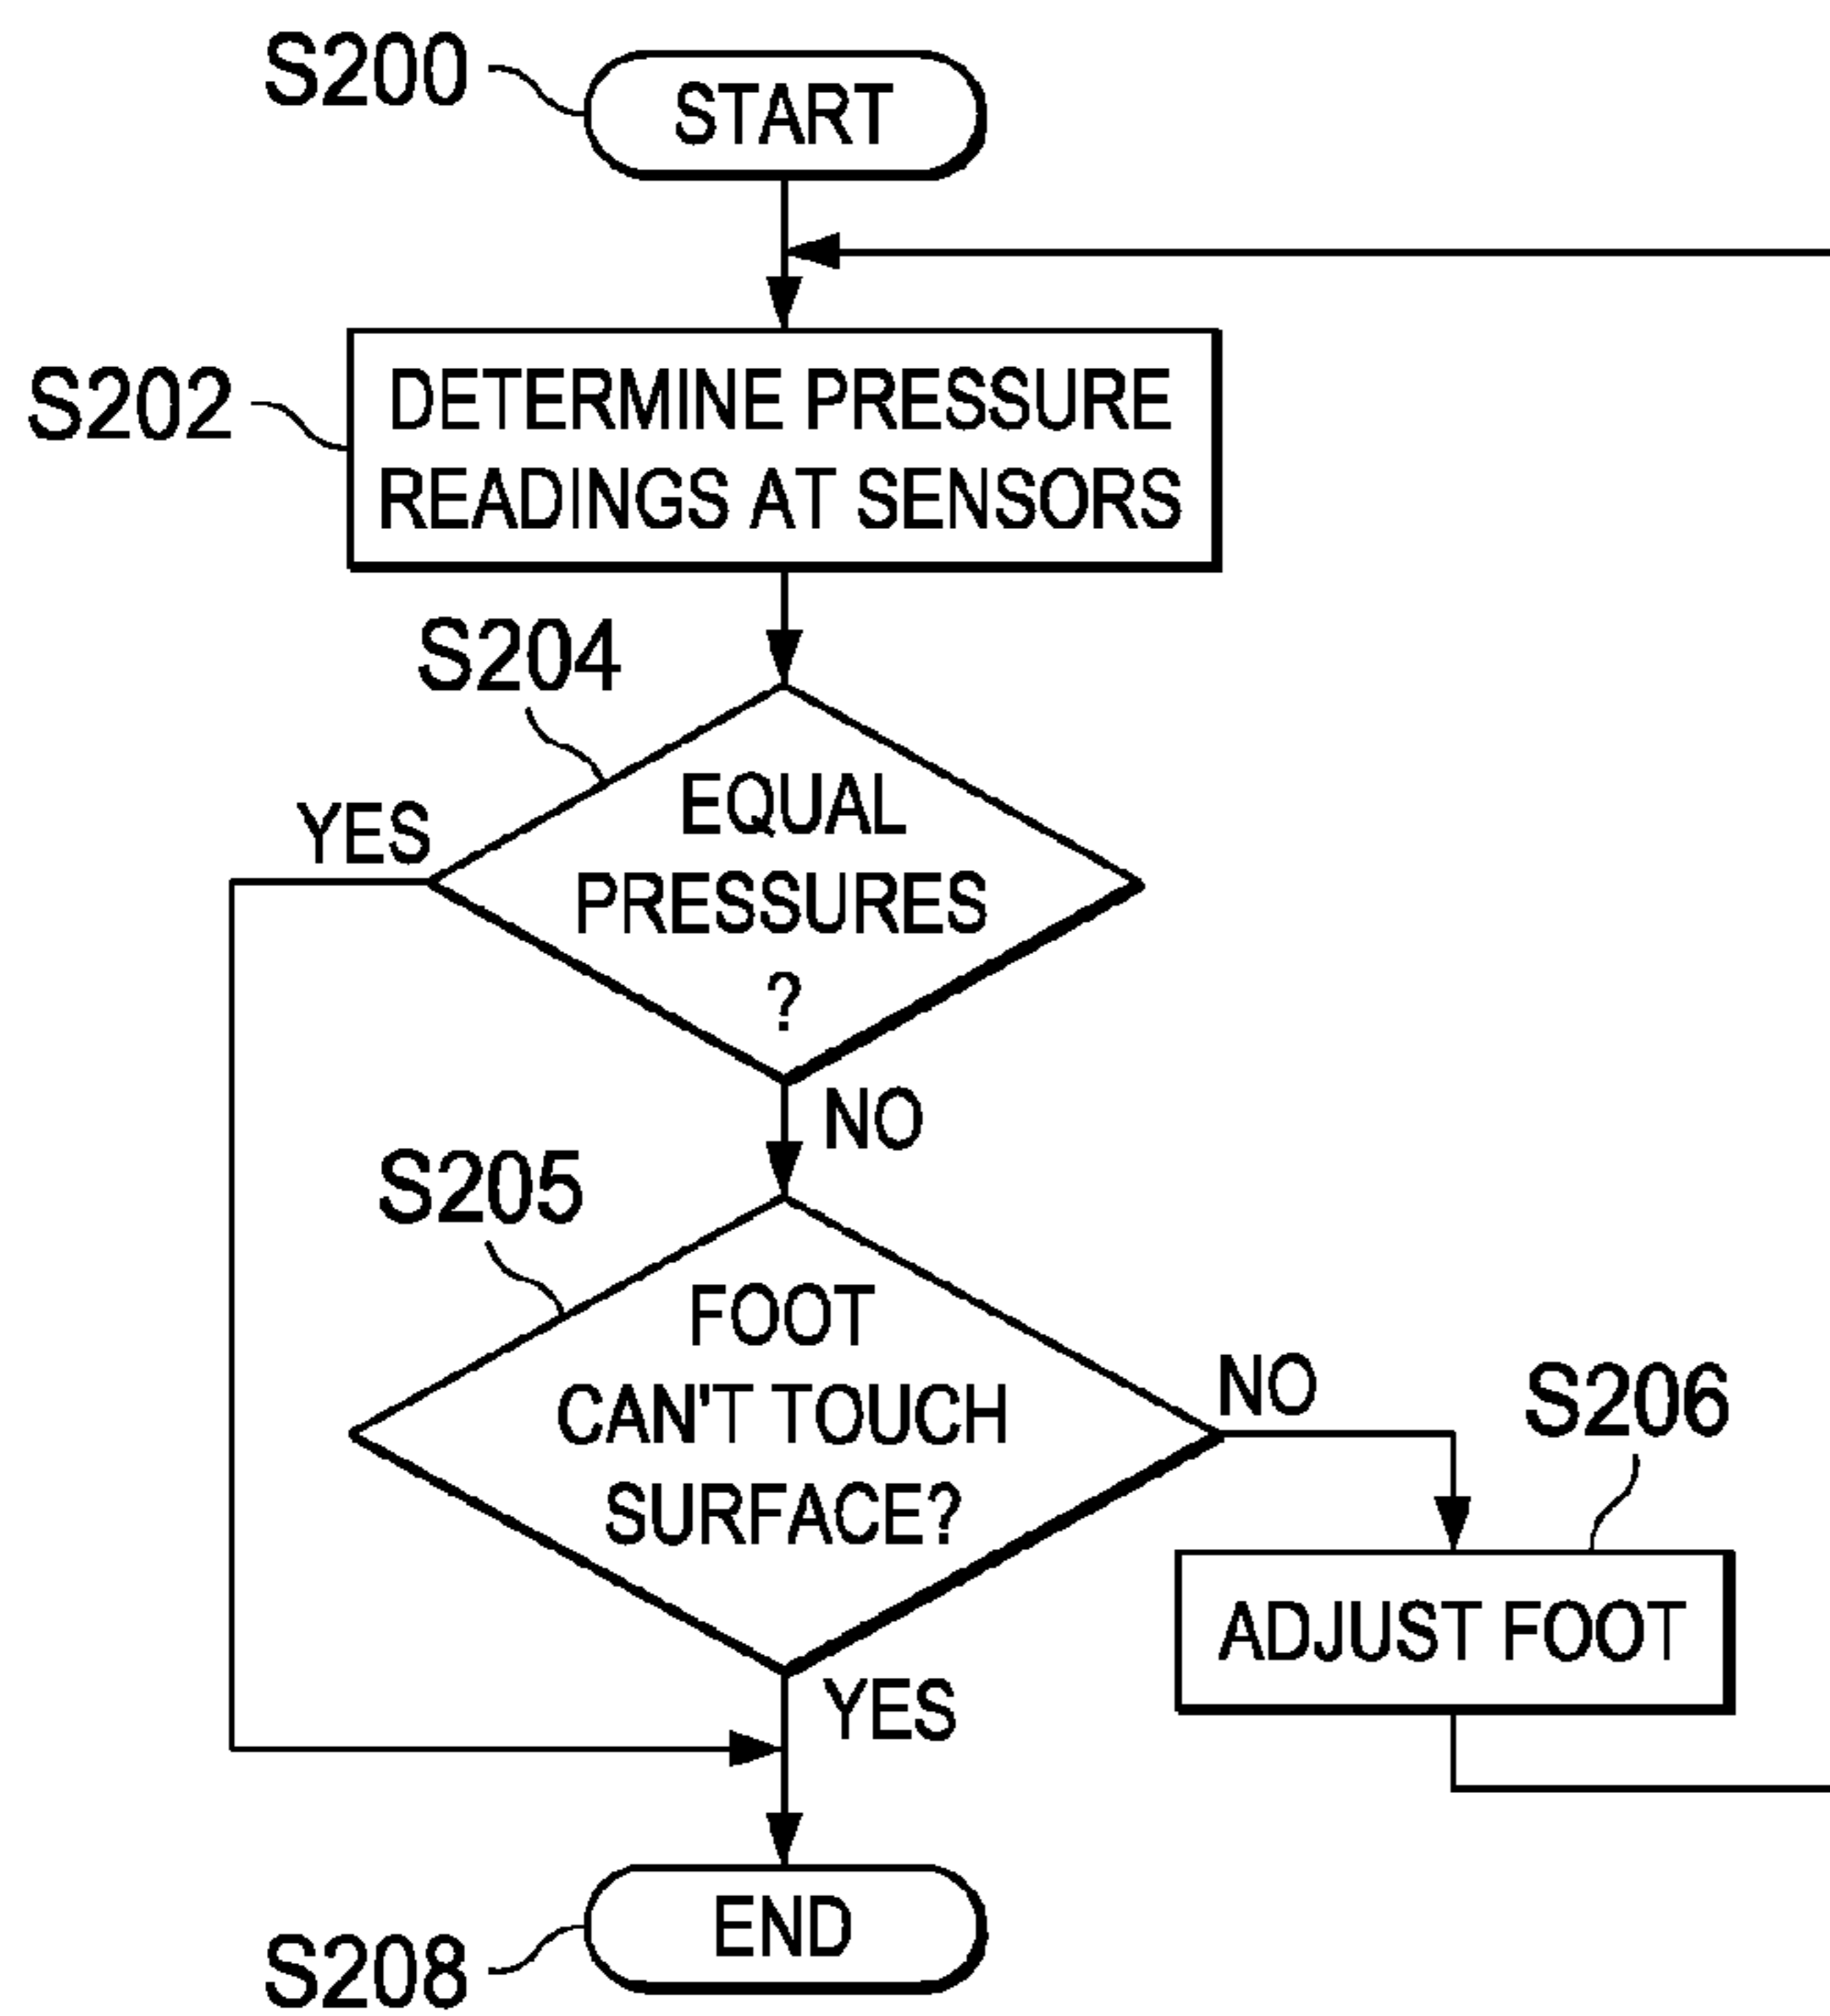 S200
START
S202
DETERMINE PRESSURE
READINGS AT SENSORS
S204
YES
EQUAL
PRESSURES
?
NO
S205
FOOT
CAN'T TOUCH
SURFACE?
NO
S206
ADJUST FOOT
YES
END
S208